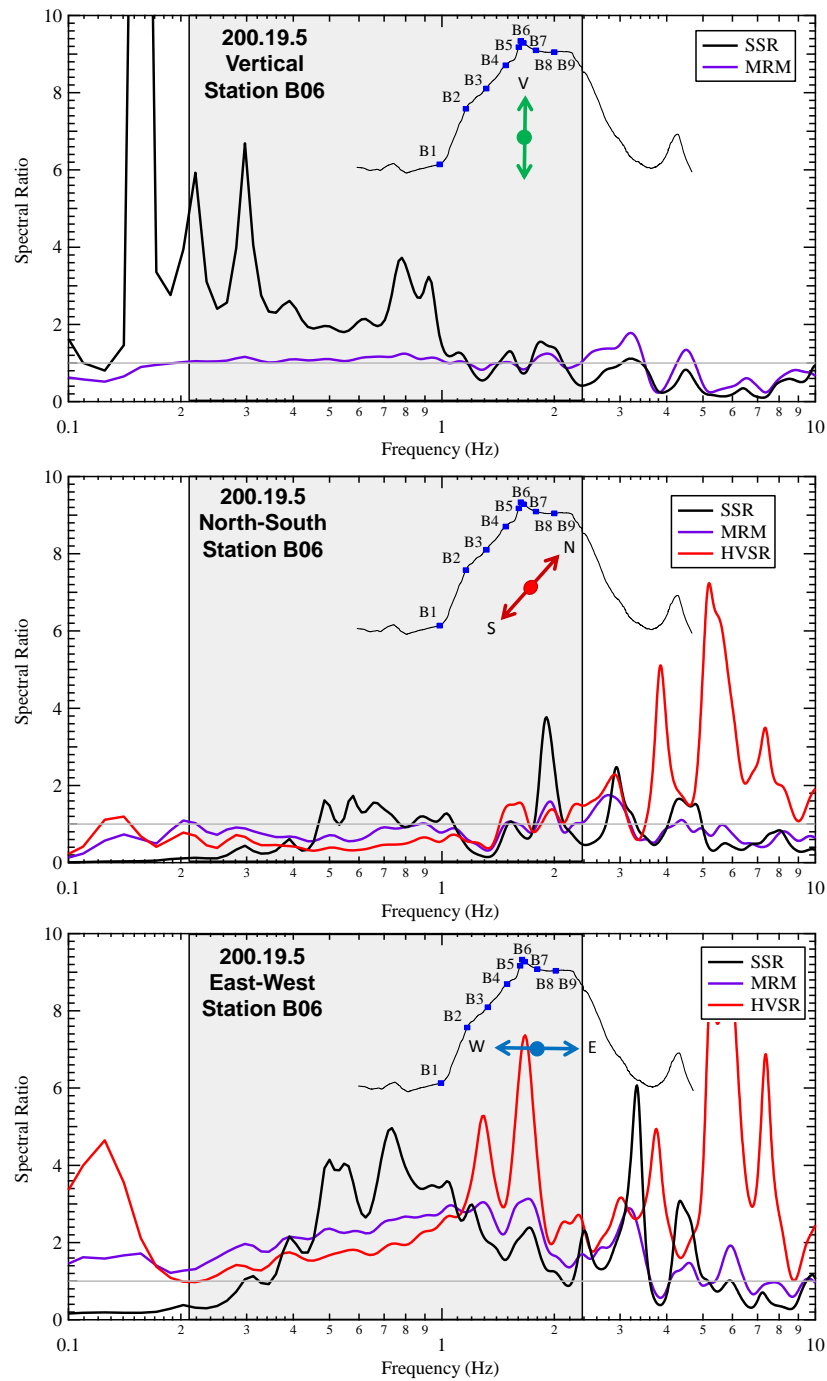 200.19.5
Vertical
Station B06
B6
B5 B7
B4
B3 B8 B9
B2 V
B1
SSR
MRM
Spectral Ratio
10
8
6
4
2
0
0.1 2 3 4 5 6 7 8 9 1 2 3 4 5 6 7 8 9 10
Frequency (Hz)
200.19.5
North-South
Station B06
B6
B5 B7
B4
B3 B8 B9
B2 N
B1
S
SSR
MRM
HVSR
Spectral Ratio
10
8
6
4
2
0
0.1 2 3 4 5 6 7 8 9 1 2 3 4 5 6 7 8 9 10
Frequency (Hz)
200.19.5
East-West
Station B06
B6
B5 B7
B4
B3 B8 B9
B2
W E
B1
SSR
MRM
HVSR
Spectral Ratio
10
8
6
4
2
0
0.1 2 3 4 5 6 7 8 9 1 2 3 4 5 6 7 8 9 10
Frequency (Hz)